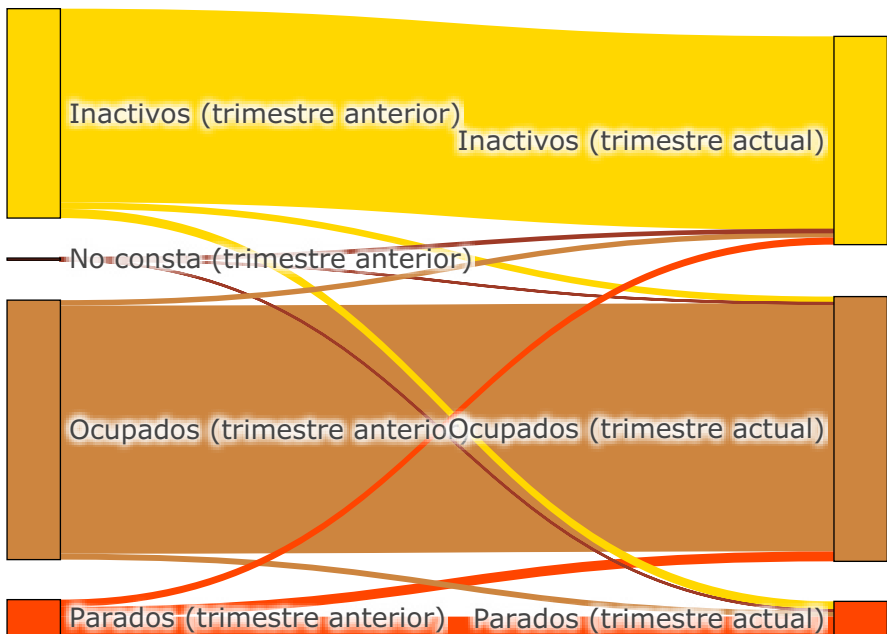 Inactivos (trimestre anterior)
Inactivos (trimestre actual)
No consta (trimestre anterior)
Ocupados (trimestre anterio
Ocupados (trimestre actual)
Parados (trimestre anterior)
Parados (trimestre actual)